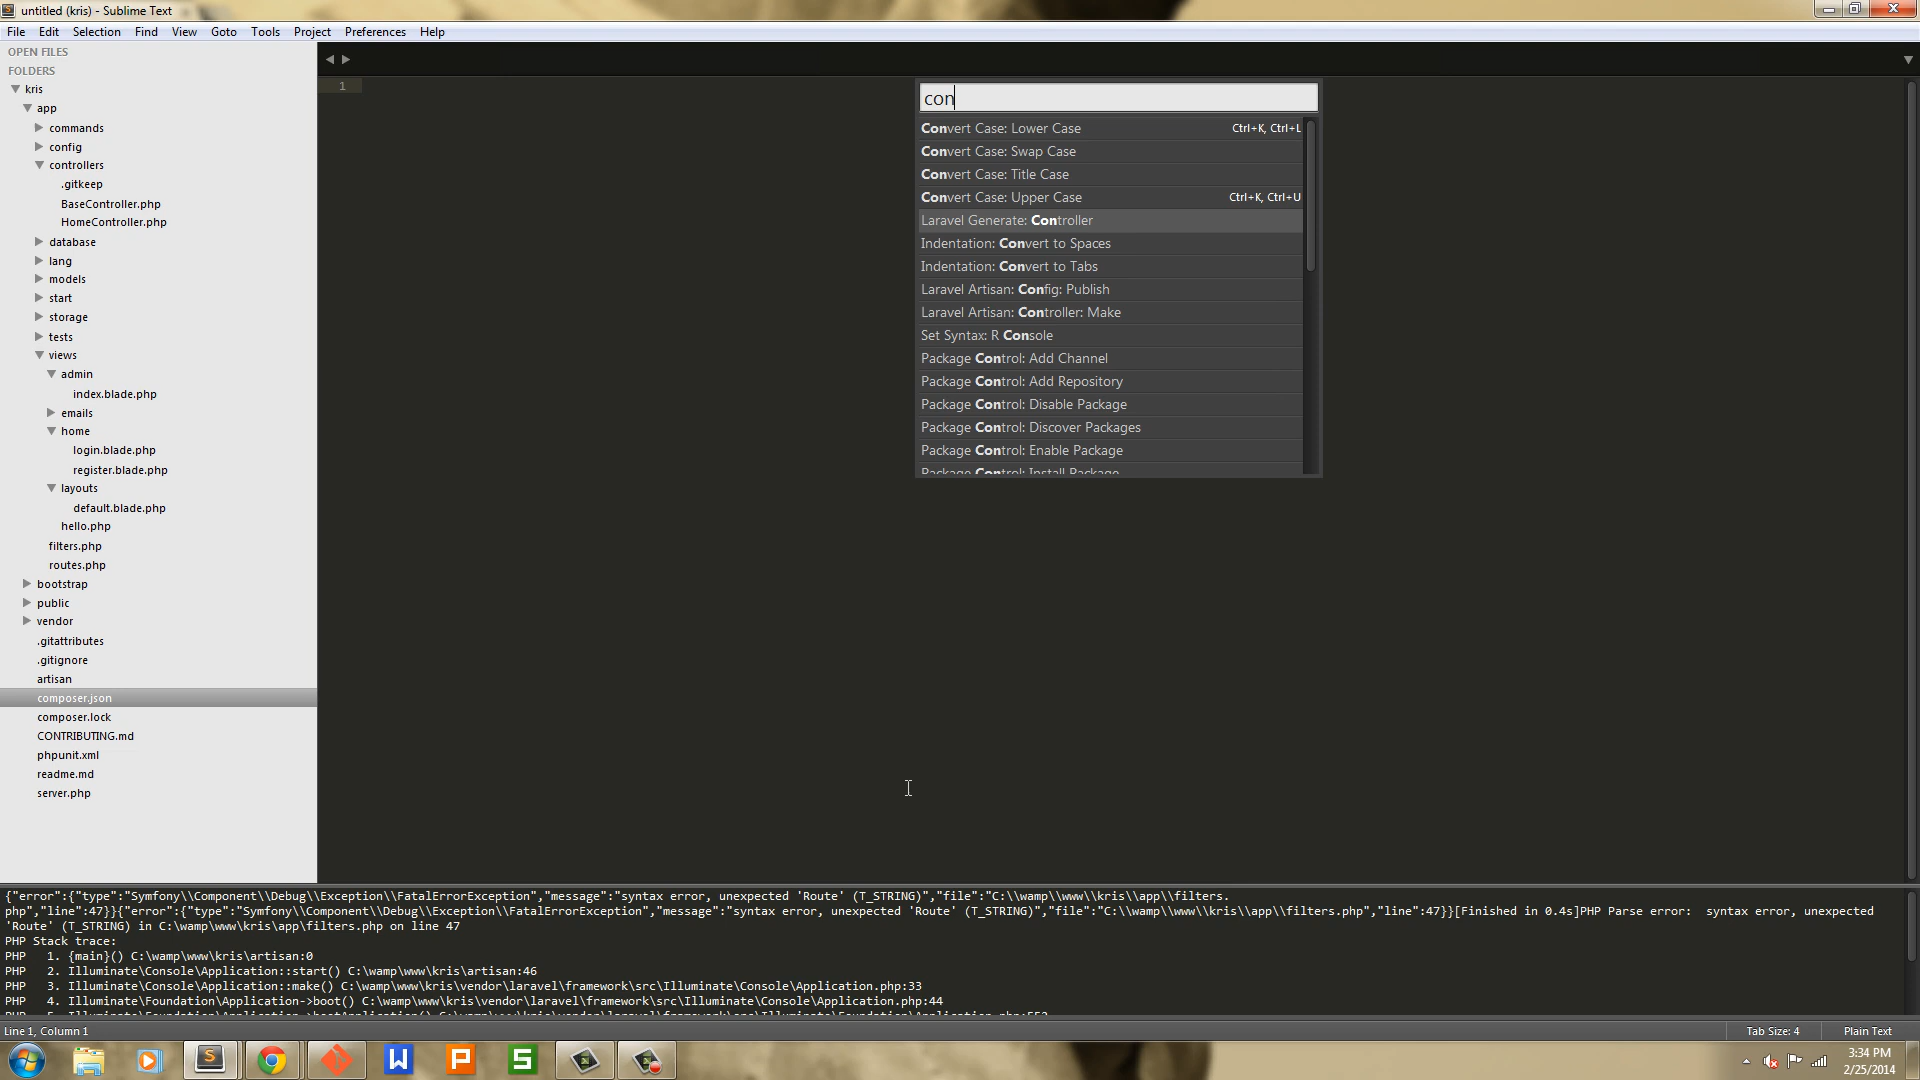 untitled (kris) - Sublime Text
File Edit Selection Find View Goto Tools Project Preferences Help
OPEN FILES
FOLDERS
kris
app
commands
config
controllers
.gitkeep
BaseController.php
HomeController.php
database
lang
models
start
storage
tests
views
admin
index.blade.php
emails
home
login.blade.php
register.blade.php
layouts
default.blade.php
hello.php
filters.php
routes.php
bootstrap
public
vendor
.gitattributes
.gitignore
artisan
composer.json
composer.lock
CONTRIBUTING.md
phpunit.xml
readme.md
server.php
1
con
Convert Case: Lower Case Ctrl+K, Ctrl+L
Convert Case: Swap Case
Convert Case: Title Case
Convert Case: Upper Case Ctrl+K, Ctrl+U
Laravel Generate: Controller
Indentation: Convert to Spaces
Indentation: Convert to Tabs
Laravel Artisan: Config: Publish
Laravel Artisan: Controller: Make
Set Syntax: R Console
Package Control: Add Channel
Package Control: Add Repository
Package Control: Disable Package
Package Control: Discover Packages
Package Control: Enable Package
Package Control: Install Package
{"error":{"type":"Symfony\\Component\\Debug\\Exception\\FatalErrorException","message":"syntax error, unexpected 'Route' (T_STRING)","file":"C:\\wamp\\www\\kris\\app\\filters.
php","line":47}}{"error":{"type":"Symfony\\Component\\Debug\\Exception\\FatalErrorException","message":"syntax error, unexpected 'Route' (T_STRING)","file":"C:\\wamp\\www\\kris\\app\\filters.php","line":47}}[Finished in 0.4s]PHP Parse error:  syntax error, unexpected
'Route' (T_STRING) in C:\wamp\www\kris\app\filters.php on line 47
PHP Stack trace:
PHP   1. {main}() C:\wamp\www\kris\artisan:0
PHP   2. Illuminate\Console\Application::start() C:\wamp\www\kris\artisan:46
PHP   3. Illuminate\Console\Application::make() C:\wamp\www\kris\vendor\laravel\framework\src\Illuminate\Console\Application.php:33
PHP   4. Illuminate\Foundation\Application->boot() C:\wamp\www\kris\vendor\laravel\framework\src\Illuminate\Console\Application.php:44
Line 1, Column 1 Tab Size: 4 Plain Text
S W P S
3:34 PM
2/25/2014